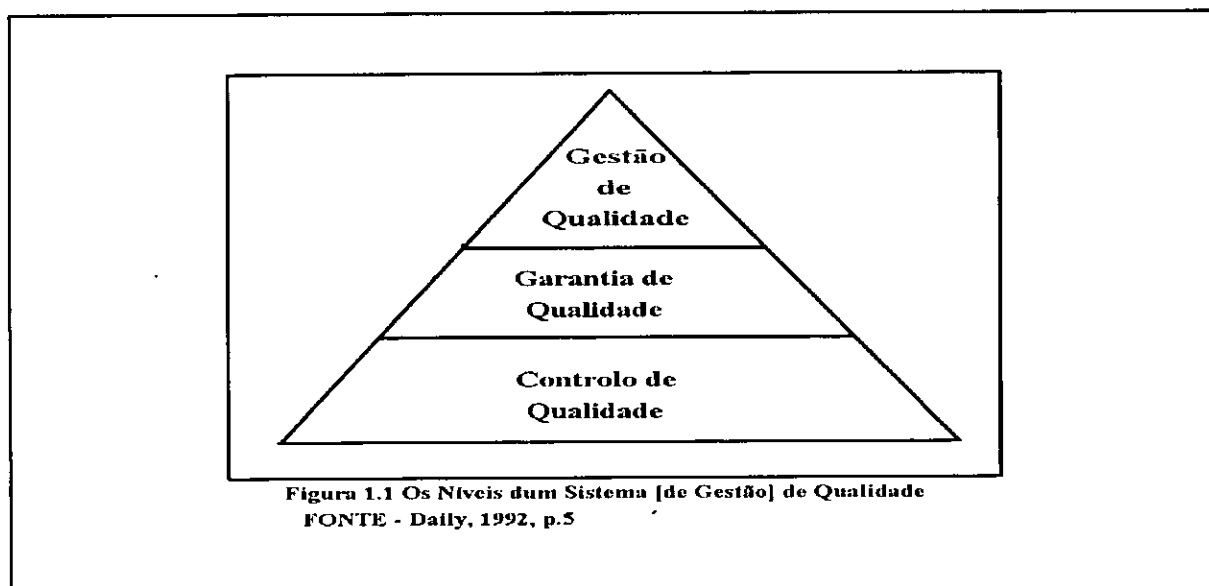 Gestão
de
Qualidade
Garantia de
Qualidade
Controlo de
Qualidade
Figura 1.1 Os Níveis dum Sistema [de Gestão] de Qualidade
FONTE - Daily, 1992, p.5